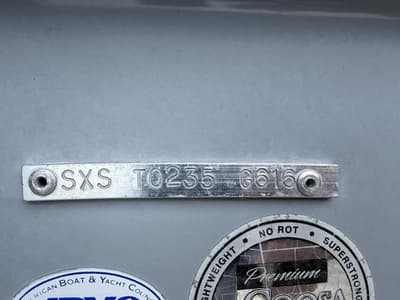 SXS T0235 G616
LIGHTWEIGHT • NO ROT • SUPERSTRONG
Premium
AMERICAN BOAT & YACHT COUNCIL